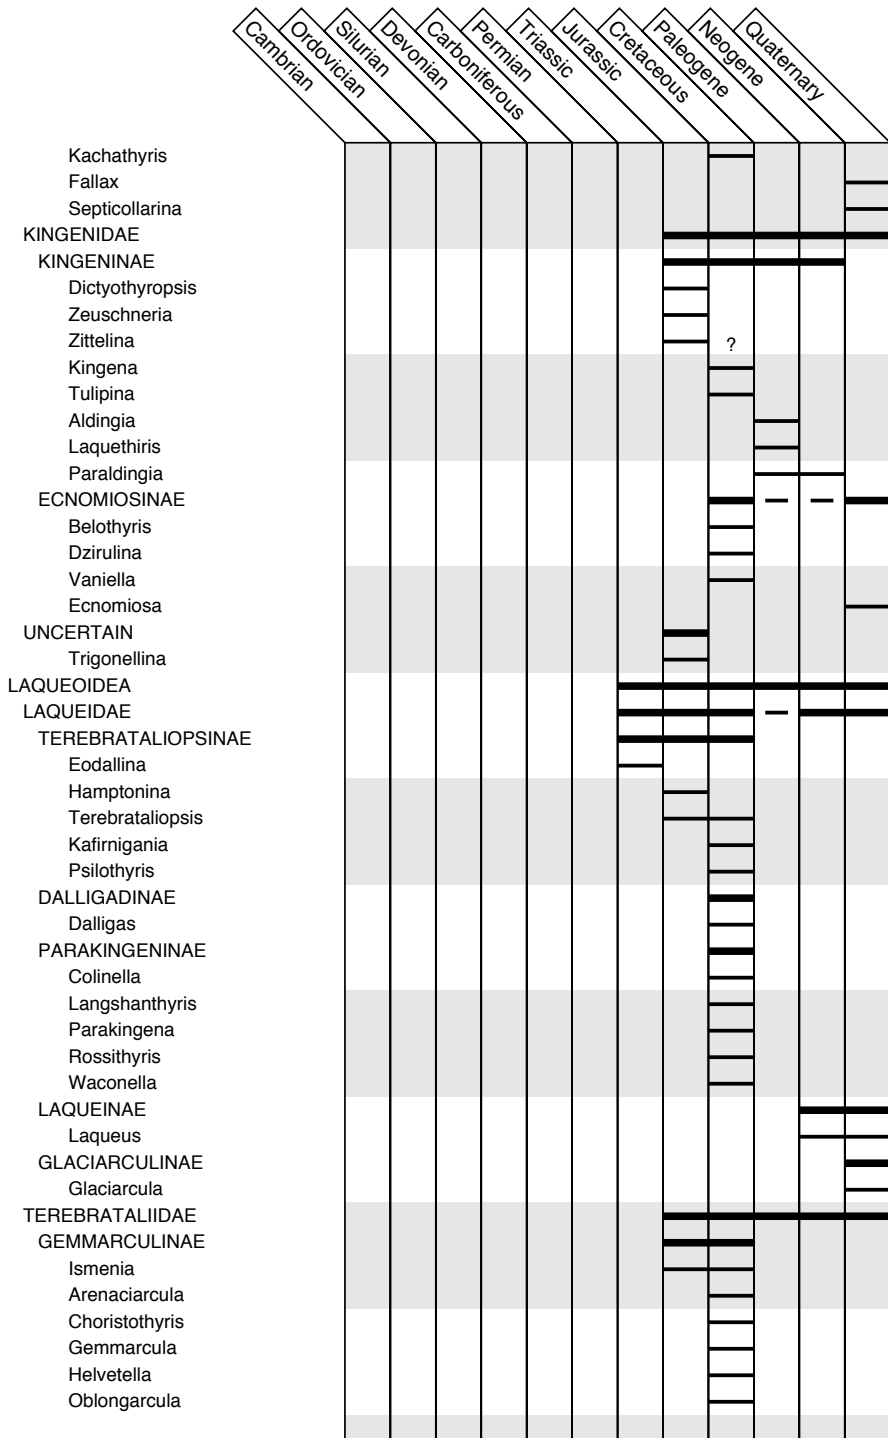 Cambrian
Ordovician
Silurian
Devonian
Carboniferous
Permian
Triassic
Jurassic
Cretaceous
Paleogene
Neogene
Quaternary
Kachathyris
Fallax
Septicollarina
KINGENIDAE
KINGENINAE
Dictyothyropsis
Zeuschneria
Zittelina ?
Kingena
Tulipina
Aldingia
Laquethiris
Paraldingia
ECNOMIOSINAE
Belothyris
Dzirulina
Vaniella
Ecnomiosa
UNCERTAIN
Trigonellina
LAQUEOIDEA
LAQUEIDAE
TEREBRATALIOPSINAE
Eodallina
Hamptonina
Terebrataliopsis
Kafirnigania
Psilothyris
DALLIGADINAE
Dalligas
PARAKINGENINAE
Colinella
Langshanthyris
Parakingena
Rossithyris
Waconella
LAQUEINAE
Laqueus
GLACIARCULINAE
Glaciarcula
TEREBRATALIIDAE
GEMMARCULINAE
Ismenia
Arenaciarcula
Choristothyris
Gemmarcula
Helvetella
Oblongarcula